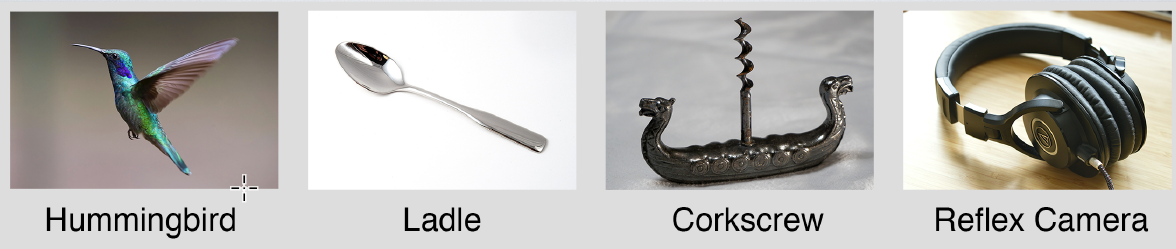 Hummingbird
Ladle
Corkscrew
Reflex Camera